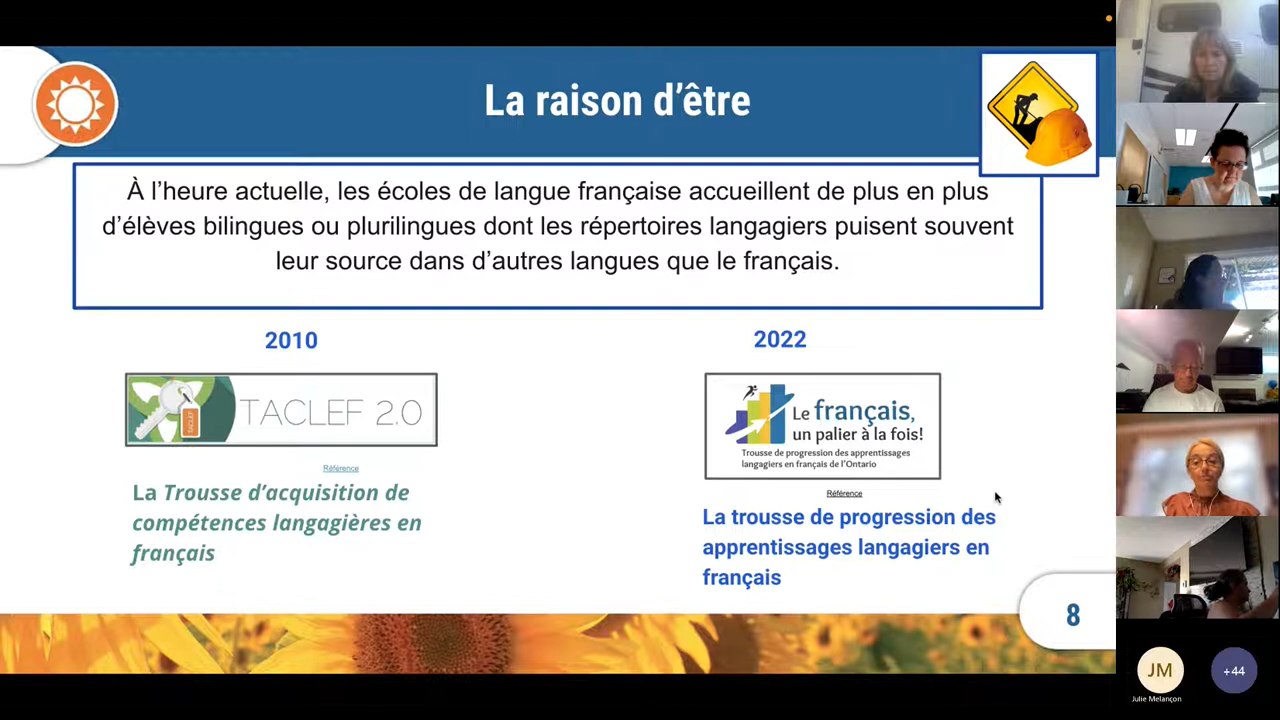 La raison d’être
À l’heure actuelle, les écoles de langue française accueillent de plus en plus
d’élèves bilingues ou plurilingues dont les répertoires langagiers puisent souvent
leur source dans d’autres langues que le français.
2010
2022
TACLEF
TACLEF 2.0
Le français,
un palier à la fois!
Trousse de progression des apprentissages
langagiers en français de l’Ontario
Référence
Référence
La Trousse d’acquisition de
compétences langagières en
français
La trousse de progression des
apprentissages langagiers en
français
8
JM
Julie Melançon
+44